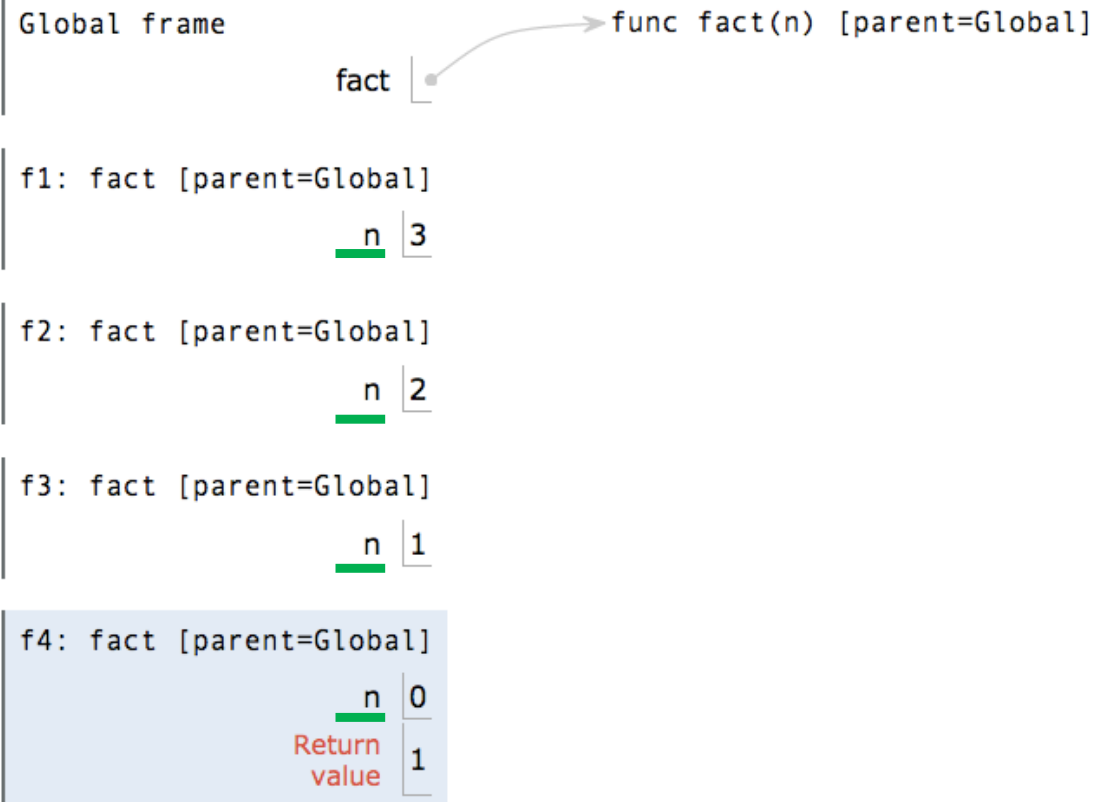 Global frame
func fact(n) [parent=Global]
fact
f1: fact [parent=Global]
n 3
f2: fact [parent=Global]
n 2
f3: fact [parent=Global]
n 1
f4: fact [parent=Global]
n 0
Return
value 1